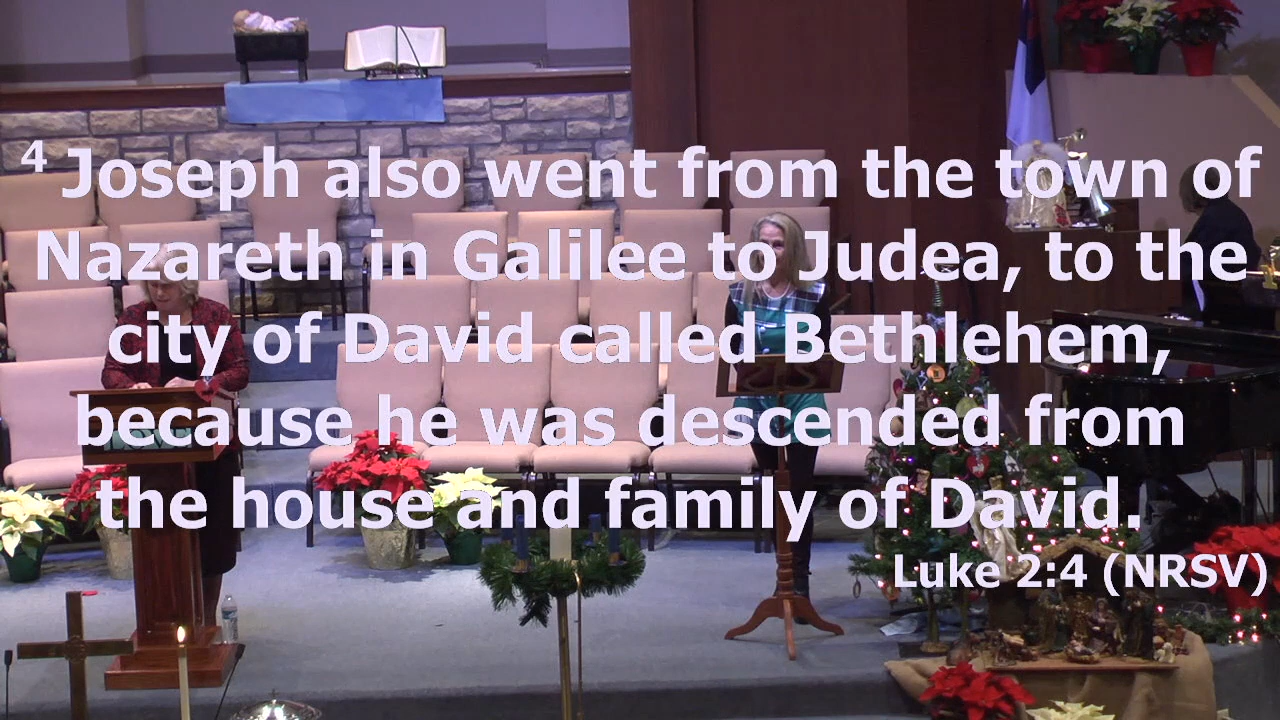 4 Joseph also went from the town of
Nazareth in Galilee to Judea, to the
city of David called Bethlehem,
because he was descended from
the house and family of David.
Luke 2:4 (NRSV)